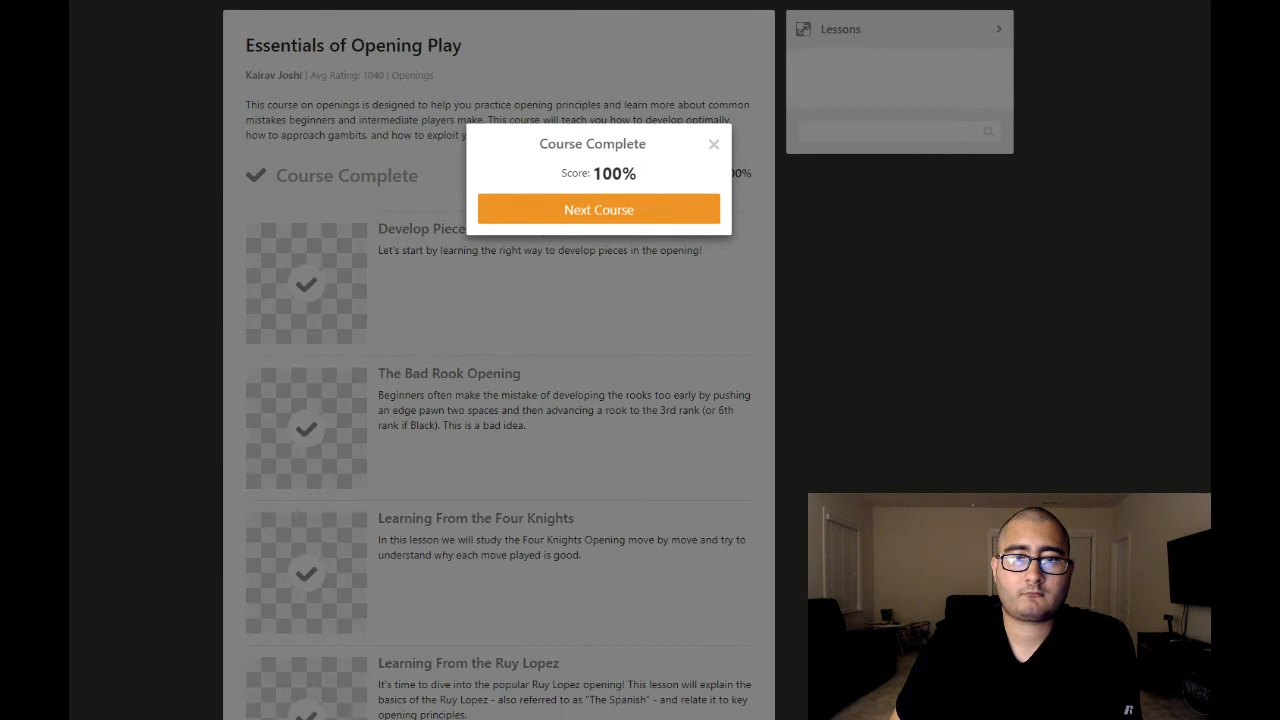 Essentials of Opening Play
Kairav Joshi | Avg Rating: 1040 | Openings
This course on openings is designed to help you practice opening principles and learn more about common
mistakes beginners and intermediate players make. This course will teach you how to develop optimally,
how to approach gambits, and how to exploit
Course Complete
Course Complete
Score: 100%
Next Course
00%
Develop
Let's start by learning the right way to develop pieces in the opening!
The Bad Rook Opening
Beginners often make the mistake of developing the rooks too early by pushing
an edge pawn two spaces and then advancing a rook to the 3rd rank (or 6th
rank if Black). This is a bad idea.
Learning From the Four Knights
In this lesson we will study the Four Knights Opening move by move and try to
understand why each move played is good.
Learning From the Ruy Lopez
It's time to dive into the popular Ruy Lopez opening! This lesson will explain the
basics of the Ruy Lopez - also referred to as "The Spanish" - and relate it to key
opening principles.
Lessons
R